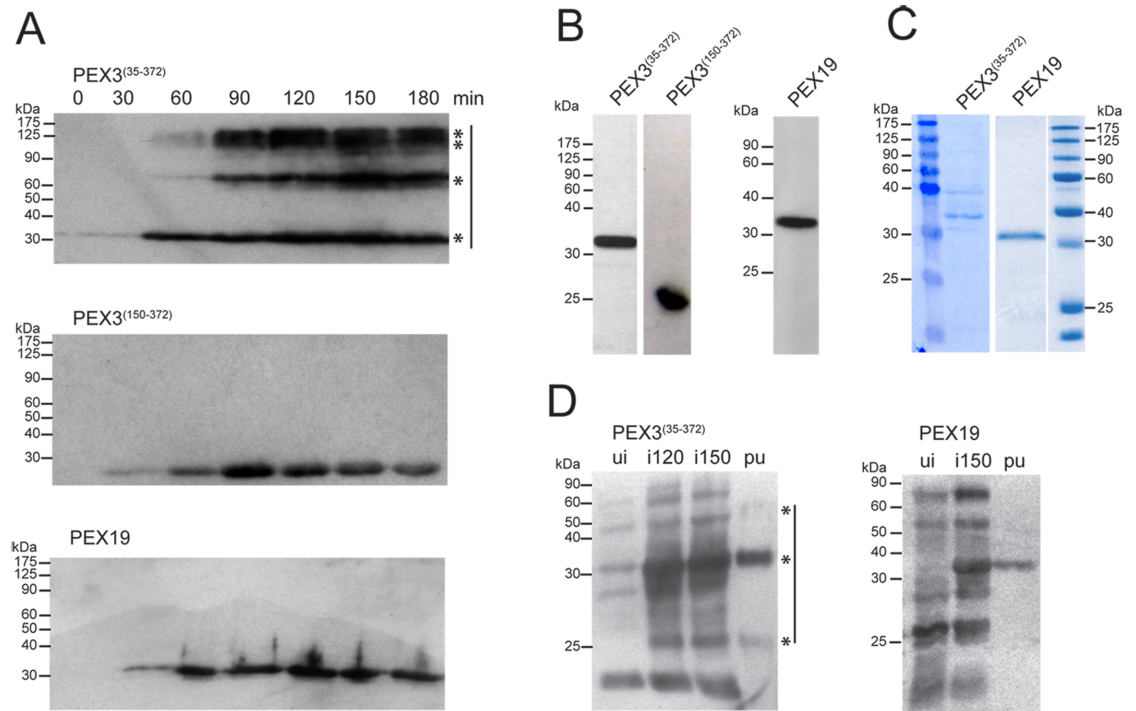 A
PEX3(35-372)
0 30 60 90 120 150 180 min
kDa
175
125
90
60
50
40
30
*
*
*
*
PEX3(150-372)
kDa
175
125
90
60
50
40
30
PEX19
kDa
175
125
90
60
50
40
30
B
PEX3(35-372) PEX3(150-372) PEX19
kDa
175
125
90
60
40
30
25
kDa
90
60
40
30
25
C
PEX3(35-372) PEX19
kDa
175
125
90
60
40
30
25
kDa
175
125
90
60
40
30
25
D
PEX3(35-372)
ui i120 i150 pu
kDa
90
60
50
40
30
25
*
*
*
PEX19
ui i150 pu
kDa
90
60
50
40
30
25